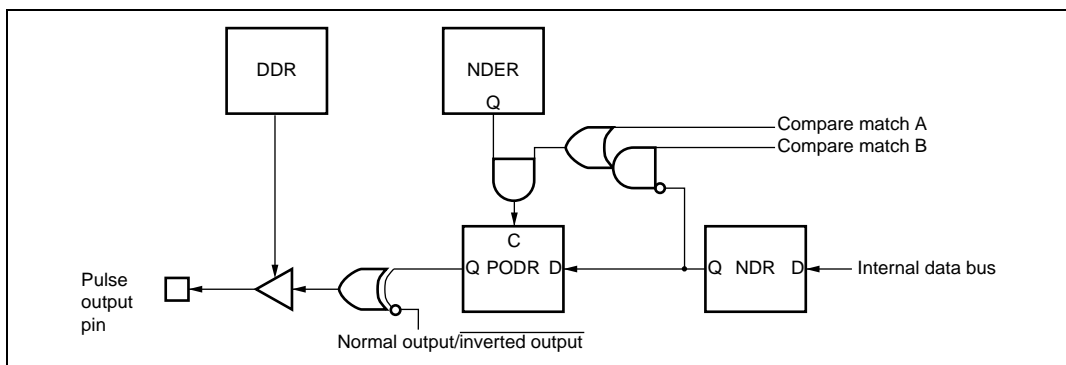 DDR
NDER
Q
Compare match A
Compare match B
C
Q PODR D
Q NDR D
Internal data bus
Pulse
output
pin
Normal output/inverted output